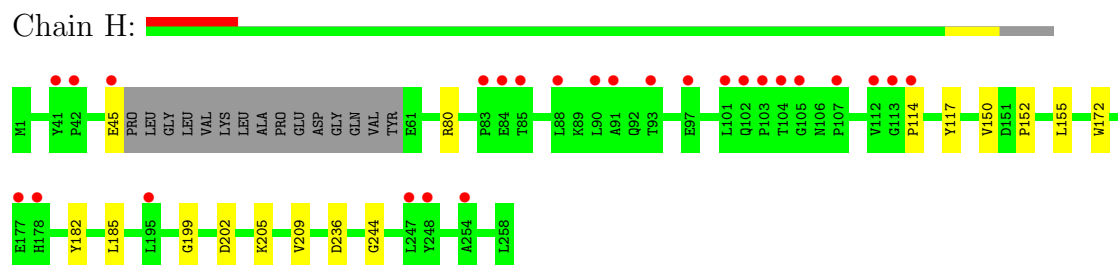 Chain H:
M1 Y41 P42 E45 PRO LEU GLY LEU VAL LYS LEU ALA PRO GLU ASP GLY GLN VAL TYR E61 R80 P83 E84 T85 L88 K89 L90 A91 Q92 T93 E97 L101 Q102 P103 T104 G105 N106 P107 V112 G113 P114 Y117 V150 D151 P152 L155 W172
E177 H178 Y182 L185 L195 G199 D202 K205 V209 D236 G244 L247 Y248 A254 L258